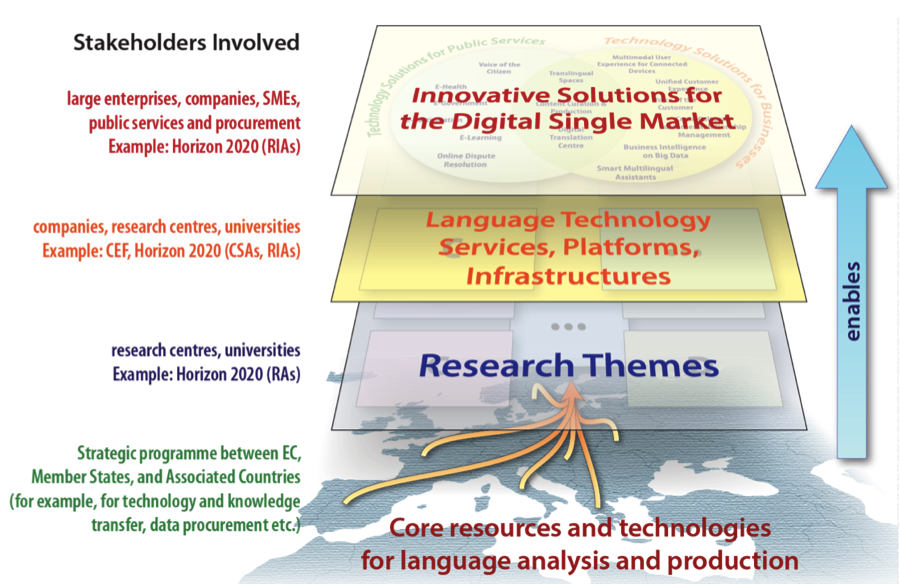 Stakeholders Involved
large enterprises, companies, SMEs,
public services and procurement
Example: Horizon 2020 (RIAs)
companies, research centres, universities
Example: CEF, Horizon 2020 (CSAs, RIAs)
research centres, universities
Example: Horizon 2020 (RAs)
Strategic programme between EC,
Member States, and Associated Countries
(for example, for technology and knowledge
transfer, data procurement etc.)
Technology Solutions for Public Services
Technology Solutions for Businesses
Voice of the
Citizen
E-Health
E-Government
E-Learning
Online Dispute
Resolution
Translingual
Spaces
Content Curation &
Production
Digital
Translation
Centre
Multimodal User
Experience for Connected
Devices
Unified Customer
Experience
Customer
Management
Business Intelligence
on Big Data
Smart Multilingual
Assistants
Innovative Solutions for
the Digital Single Market
Language Technology
Services, Platforms,
Infrastructures
Research Themes
Core resources and technologies
for language analysis and production
enables